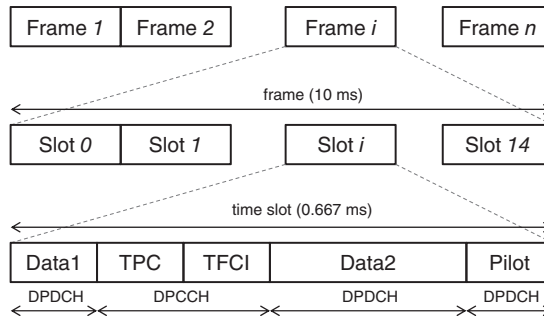 Frame 1 Frame 2 Frame i Frame n
frame (10 ms)
Slot 0 Slot 1 Slot i Slot 14
time slot (0.667 ms)
Data1 TPC TFCI Data2 Pilot
DPDCH DPCCH DPDCH DPDCH